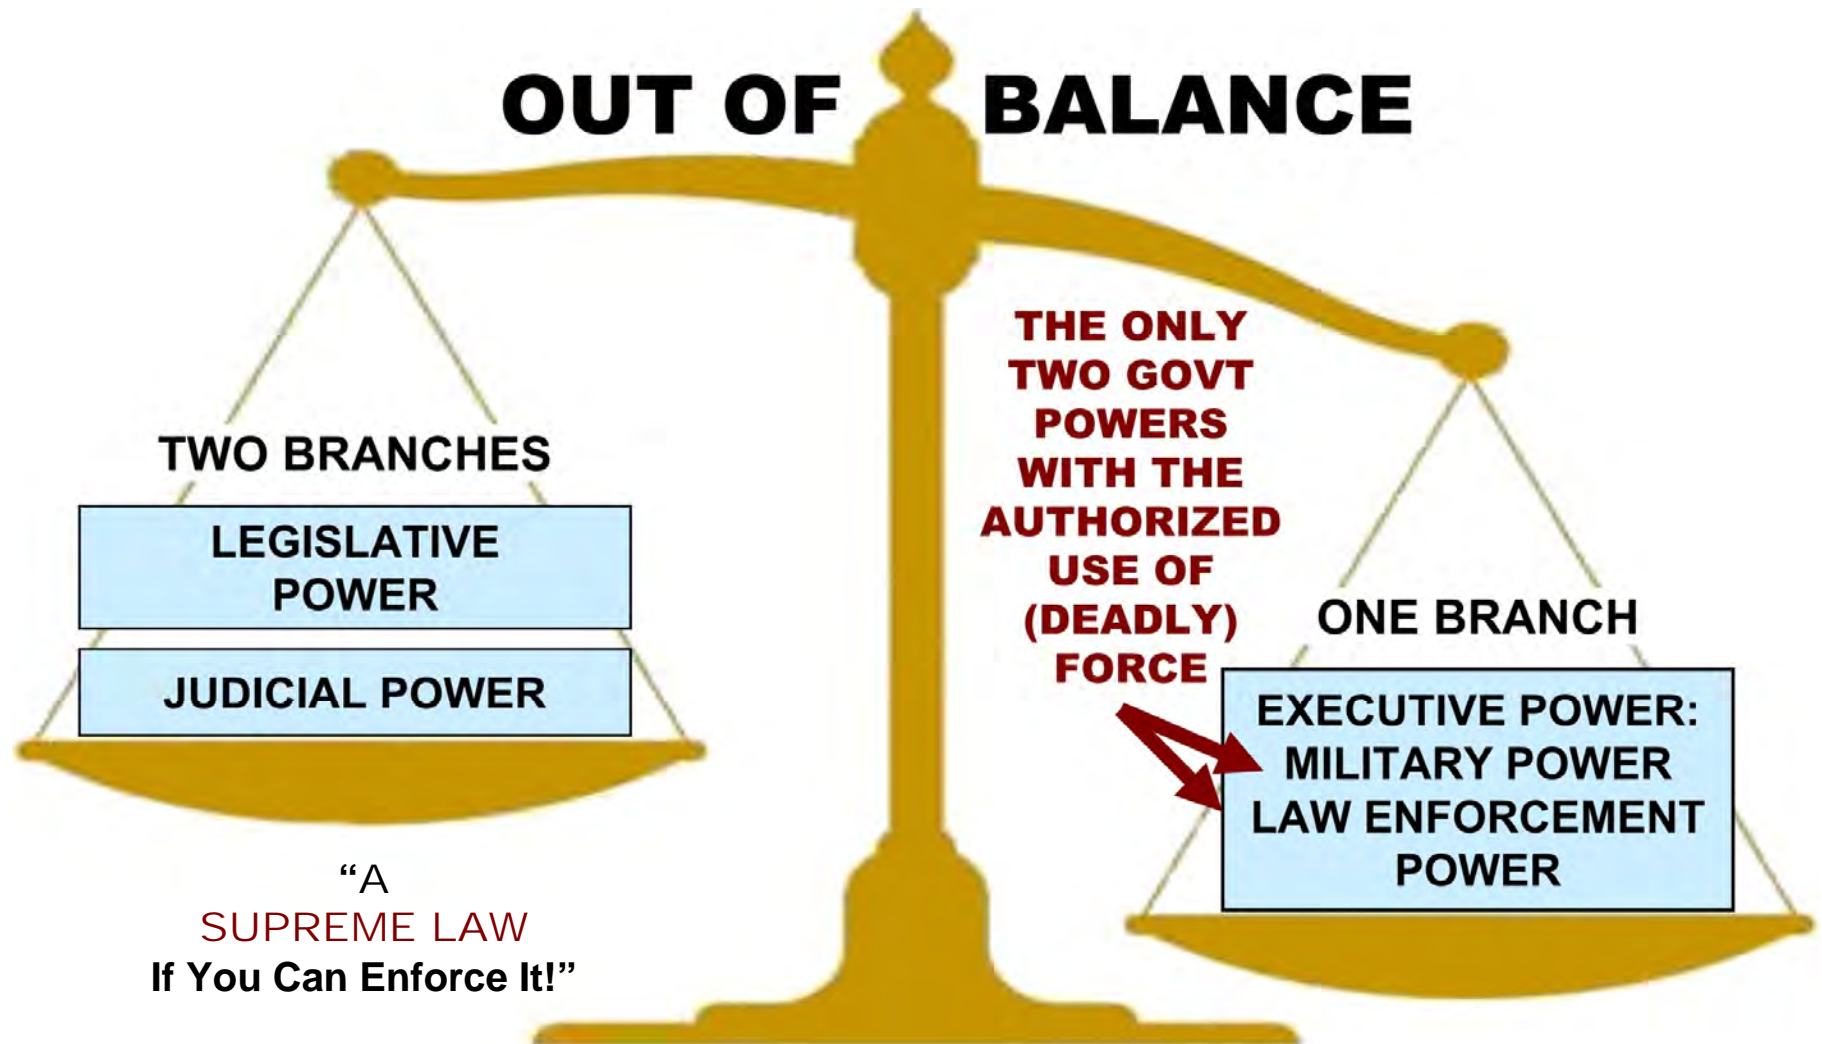 OUT OF BALANCE
TWO BRANCHES
LEGISLATIVE
POWER
JUDICIAL POWER
“A
SUPREME LAW
If You Can Enforce It!”
THE ONLY
TWO GOVT
POWERS
WITH THE
AUTHORIZED
USE OF
(DEADLY)
FORCE
ONE BRANCH
EXECUTIVE POWER:
MILITARY POWER
LAW ENFORCEMENT
POWER